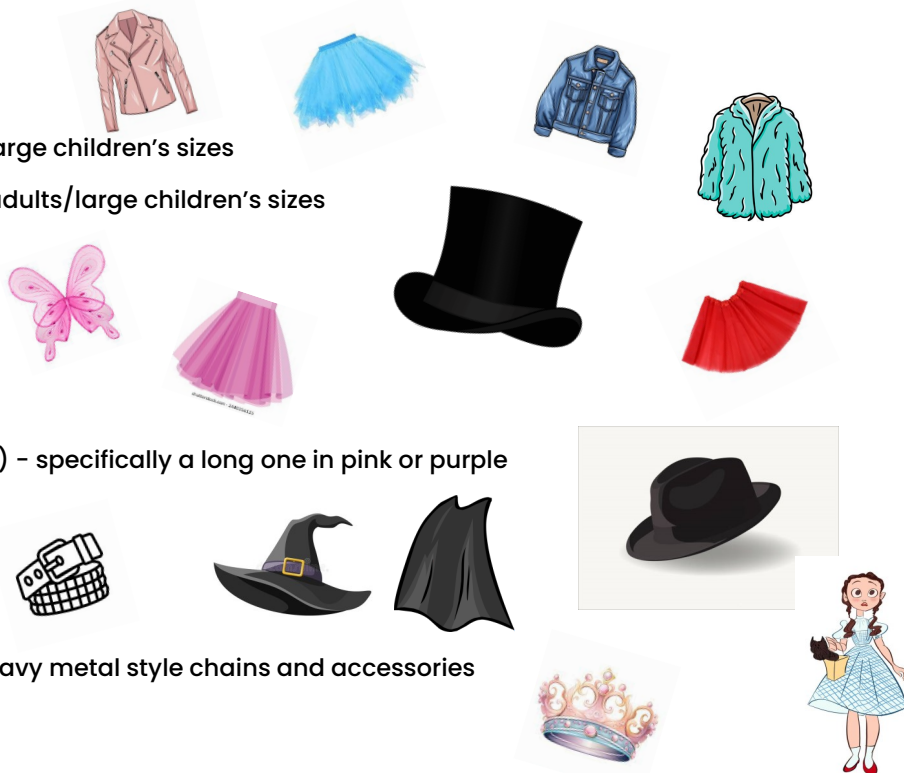 arge children’s sizes
adults/large children’s sizes
) - specifically a long one in pink or purple
avy metal style chains and accessories